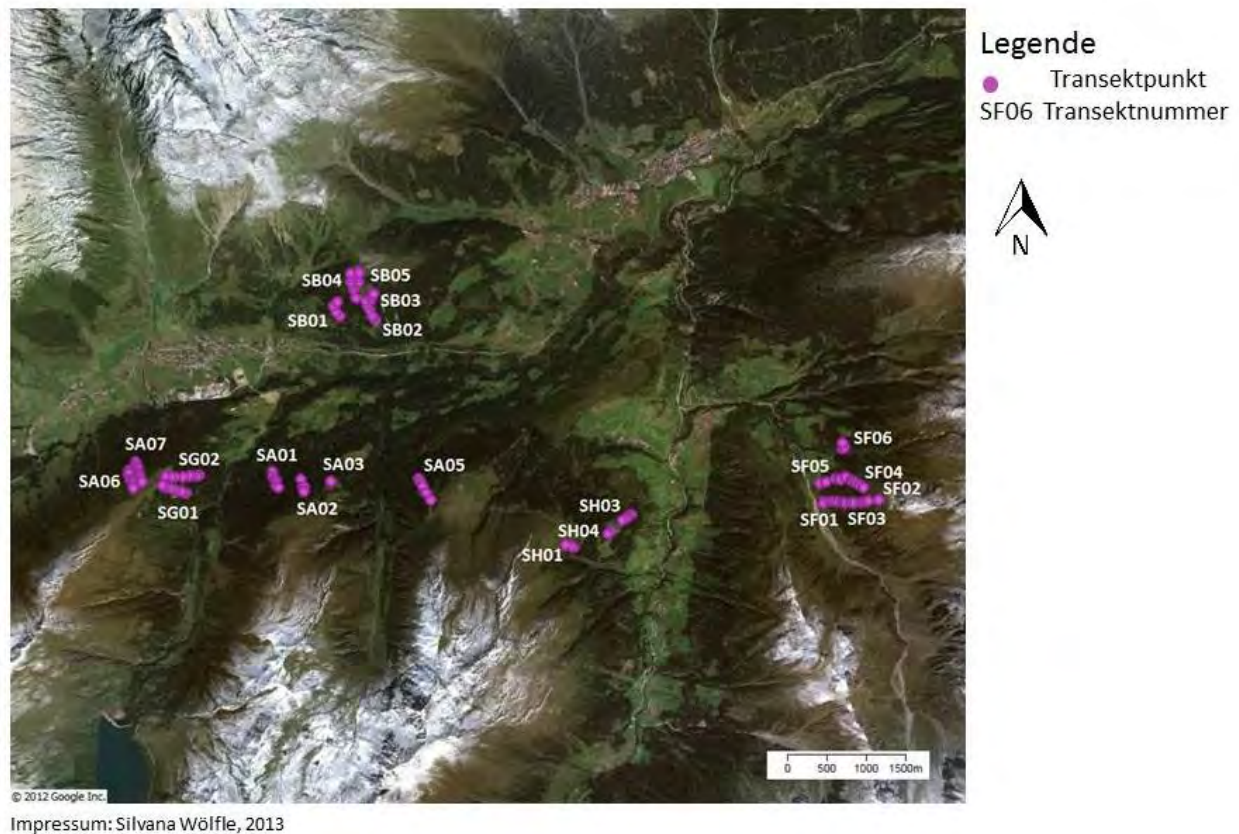 Legende
Transektpunkt
SF06 Transektnummer
N
SB04
SB05
SB03
SB01
SB02
SA07
SG02
SA01
SA03
SA05
SA06
SG01
SA02
SF06
SF05
SF04
SF02
SF01
SF03
SH03
SH04
SH01
0 500 1000 1500m
© 2012 Google Inc.
Impressum: Silvana Wölfle, 2013